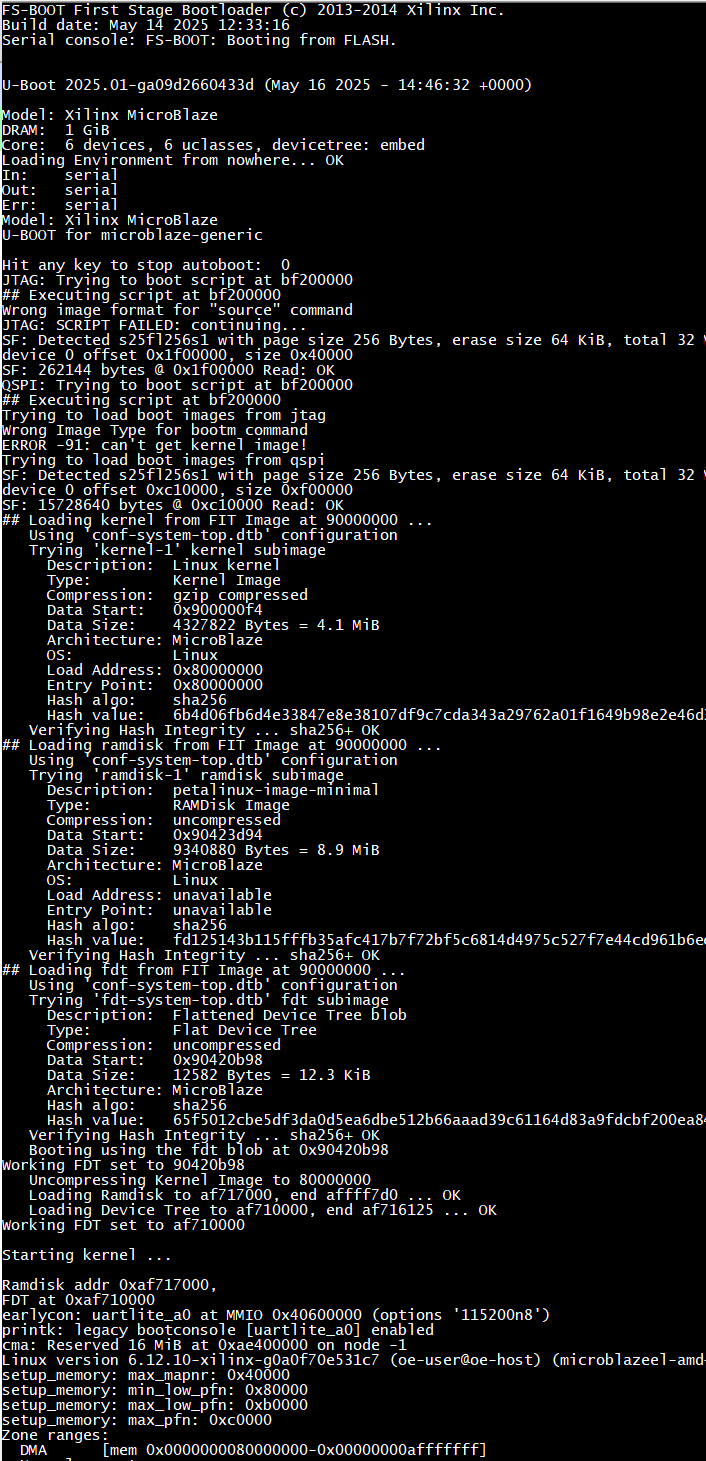 FS-BOOT First Stage Bootloader (c) 2013-2014 Xilinx Inc.
Build date: May 14 2025 12:33:16
Serial console: FS-BOOT: Booting from FLASH.
U-Boot 2025.01-ga09d2660433d (May 16 2025 - 14:46:32 +0000)
Model: Xilinx MicroBlaze
DRAM:  1 GiB
Core:  6 devices, 6 uclasses, devicetree: embed
Loading Environment from nowhere... OK
In:    serial
Out:   serial
Err:   serial
Model: Xilinx MicroBlaze
U-BOOT for microblaze-generic
Hit any key to stop autoboot:  0
JTAG: Trying to boot script at bf200000
## Executing script at bf200000
Wrong image format for "source" command
JTAG: SCRIPT FAILED: continuing...
SF: Detected s25fl256s1 with page size 256 Bytes, erase size 64 KiB, total 32
device 0 offset 0x1f00000, size 0x40000
SF: 262144 bytes @ 0x1f00000 Read: OK
QSPI: Trying to boot script at bf200000
## Executing script at bf200000
Trying to load boot images from jtag
Wrong Image Type for bootm command
ERROR -91: can't get kernel image!
Trying to load boot images from qspi
SF: Detected s25fl256s1 with page size 256 Bytes, erase size 64 KiB, total 32
device 0 offset 0xc10000, size 0xf00000
SF: 15728640 bytes @ 0xc10000 Read: OK
## Loading kernel from FIT Image at 90000000 ...
   Using 'conf-system-top.dtb' configuration
   Trying 'kernel-1' kernel subimage
     Description:  Linux kernel
     Type:         Kernel Image
     Compression:  gzip compressed
     Data Start:   0x900000f4
     Data Size:    4327822 Bytes = 4.1 MiB
     Architecture: MicroBlaze
     OS:           Linux
     Load Address: 0x80000000
     Entry Point:  0x80000000
     Hash algo:    sha256
     Hash value:   6b4d06fb6d4e33847e8e38107df9c7cda343a29762a01f1649b98e2e46d
   Verifying Hash Integrity ... sha256+ OK
## Loading ramdisk from FIT Image at 90000000 ...
   Using 'conf-system-top.dtb' configuration
   Trying 'ramdisk-1' ramdisk subimage
     Description:  petalinux-image-minimal
     Type:         RAMDisk Image
     Compression:  uncompressed
     Data Start:   0x90423d94
     Data Size:    9340880 Bytes = 8.9 MiB
     Architecture: MicroBlaze
     OS:           Linux
     Load Address: unavailable
     Entry Point:  unavailable
     Hash algo:    sha256
     Hash value:   fd125143b115fffb35afc417b7f72bf5c6814d4975c527f7e44cd961b6e
   Verifying Hash Integrity ... sha256+ OK
## Loading fdt from FIT Image at 90000000 ...
   Using 'conf-system-top.dtb' configuration
   Trying 'fdt-system-top.dtb' fdt subimage
     Description:  Flattened Device Tree blob
     Type:         Flat Device Tree
     Compression:  uncompressed
     Data Start:   0x90420b98
     Data Size:    12582 Bytes = 12.3 KiB
     Architecture: MicroBlaze
     Hash algo:    sha256
     Hash value:   65f5012cbe5df3da0d5ea6dbe512b66aaad39c61164d83a9fdcbf200ea8
   Verifying Hash Integrity ... sha256+ OK
   Booting using the fdt blob at 0x90420b98
Working FDT set to 90420b98
   Uncompressing Kernel Image to 80000000
   Loading Ramdisk to af717000, end affff7d0 ... OK
   Loading Device Tree to af710000, end af716125 ... OK
Working FDT set to af710000
Starting kernel ...
Ramdisk addr 0xaf717000,
FDT at 0xaf710000
earlycon: uartlite_a0 at MMIO 0x40600000 (options '115200n8')
printk: legacy bootconsole [uartlite_a0] enabled
cma: Reserved 16 MiB at 0xae400000 on node -1
Linux version 6.12.10-xilinx-g0a0f70e531c7 (oe-user@oe-host) (microblazeel-amd-
setup_memory: max_mapnr: 0x40000
setup_memory: min_low_pfn: 0x80000
setup_memory: max_low_pfn: 0xb0000
setup_memory: max_pfn: 0xc0000
Zone ranges:
  DMA      [mem 0x0000000080000000-0x00000000afffffff]